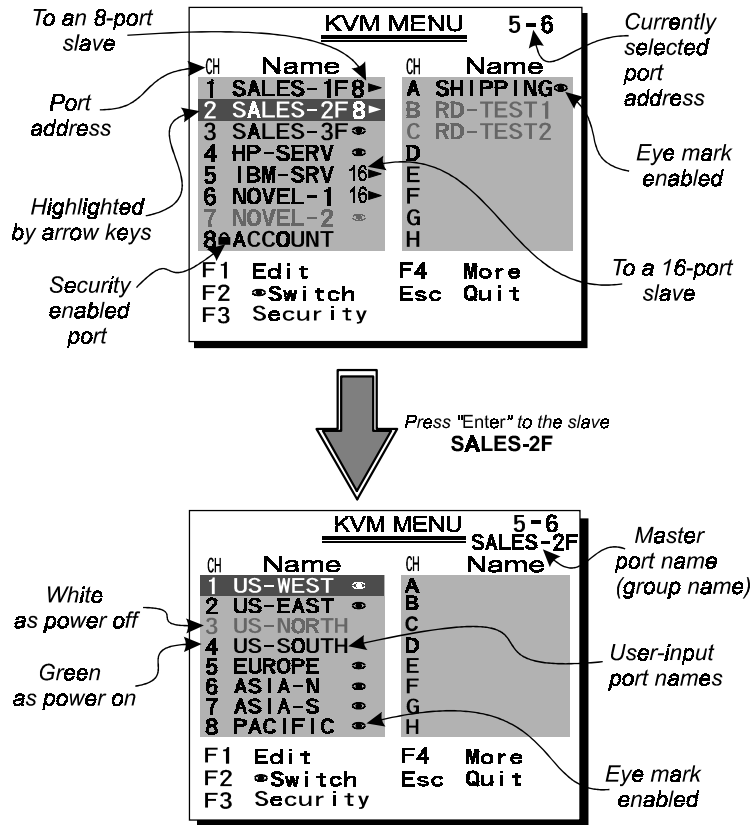 To an 8-port
slave
KVM MENU
5-6
Currently
selected
port
address
CH Name
CH Name
Port
address
1 SALES-1F 8►
2 SALES-2F 8►
3 SALES-3F
4 HP-SERV
5 IBM-SRV 16►
6 NOVEL-1 16►
7 NOVEL-2
8 ACCOUNT
A SHIPPING
B RD-TEST1
C RD-TEST2
D
E
F
G
H
Eye mark
enabled
Highlighted
by arrow keys
Security
enabled
port
To a 16-port
slave
F1 Edit
F2 Switch
F3 Security
F4 More
Esc Quit
Press "Enter" to the slave
SALES-2F
KVM MENU
5-6
SALES-2F
Master
port name
(group name)
CH Name
CH Name
White
as power off
Green
as power on
1 US-WEST
2 US-EAST
3 US-NORTH
4 US-SOUTH
5 EUROPE
6 ASIA-N
7 ASIA-S
8 PACIFIC
A
B
C
D
E
F
G
H
User-input
port names
Eye mark
enabled
F1 Edit
F2 Switch
F3 Security
F4 More
Esc Quit